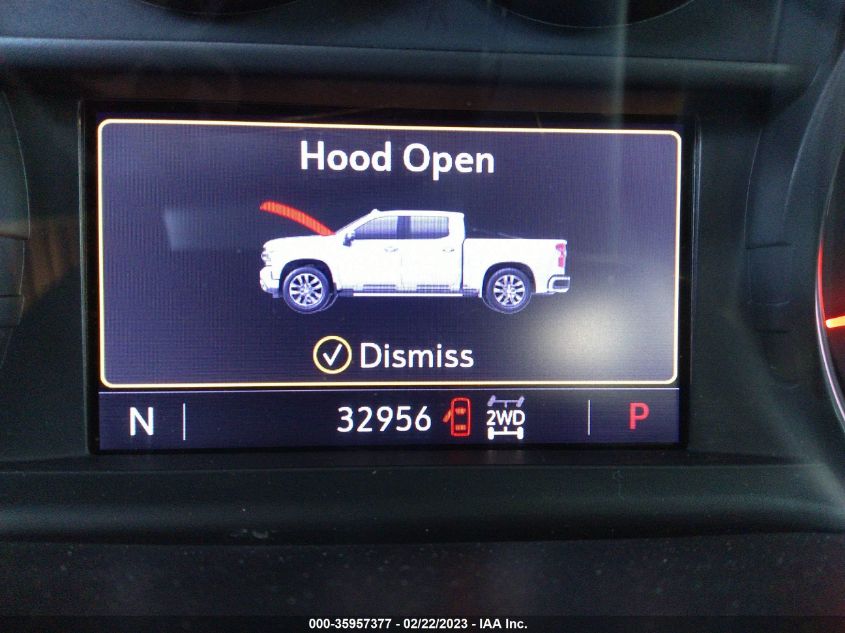 Hood Open
Dismiss
N 32956 2WD P
000-35957377 - 02/22/2023 - IAA Inc.